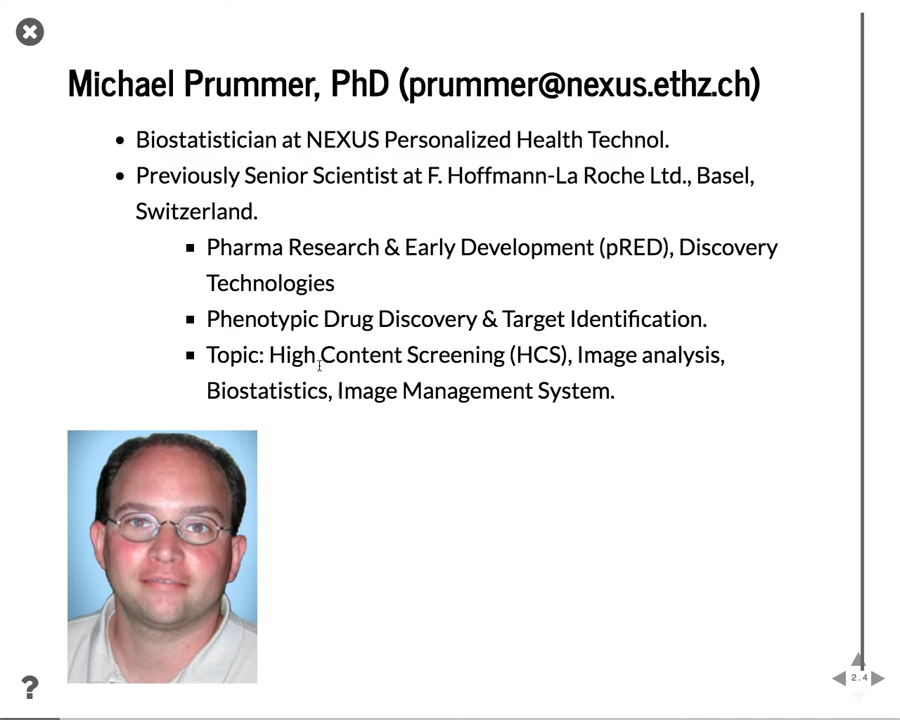 Michael Prummer, PhD (prummer@nexus.ethz.ch)
• Biostatistician at NEXUS Personalized Health Technol.
• Previously Senior Scientist at F. Hoffmann-La Roche Ltd., Basel,
Switzerland.
▪ Pharma Research & Early Development (pRED), Discovery
Technologies
▪ Phenotypic Drug Discovery & Target Identification.
▪ Topic: High Content Screening (HCS), Image analysis,
Biostatistics, Image Management System.
?
2.4